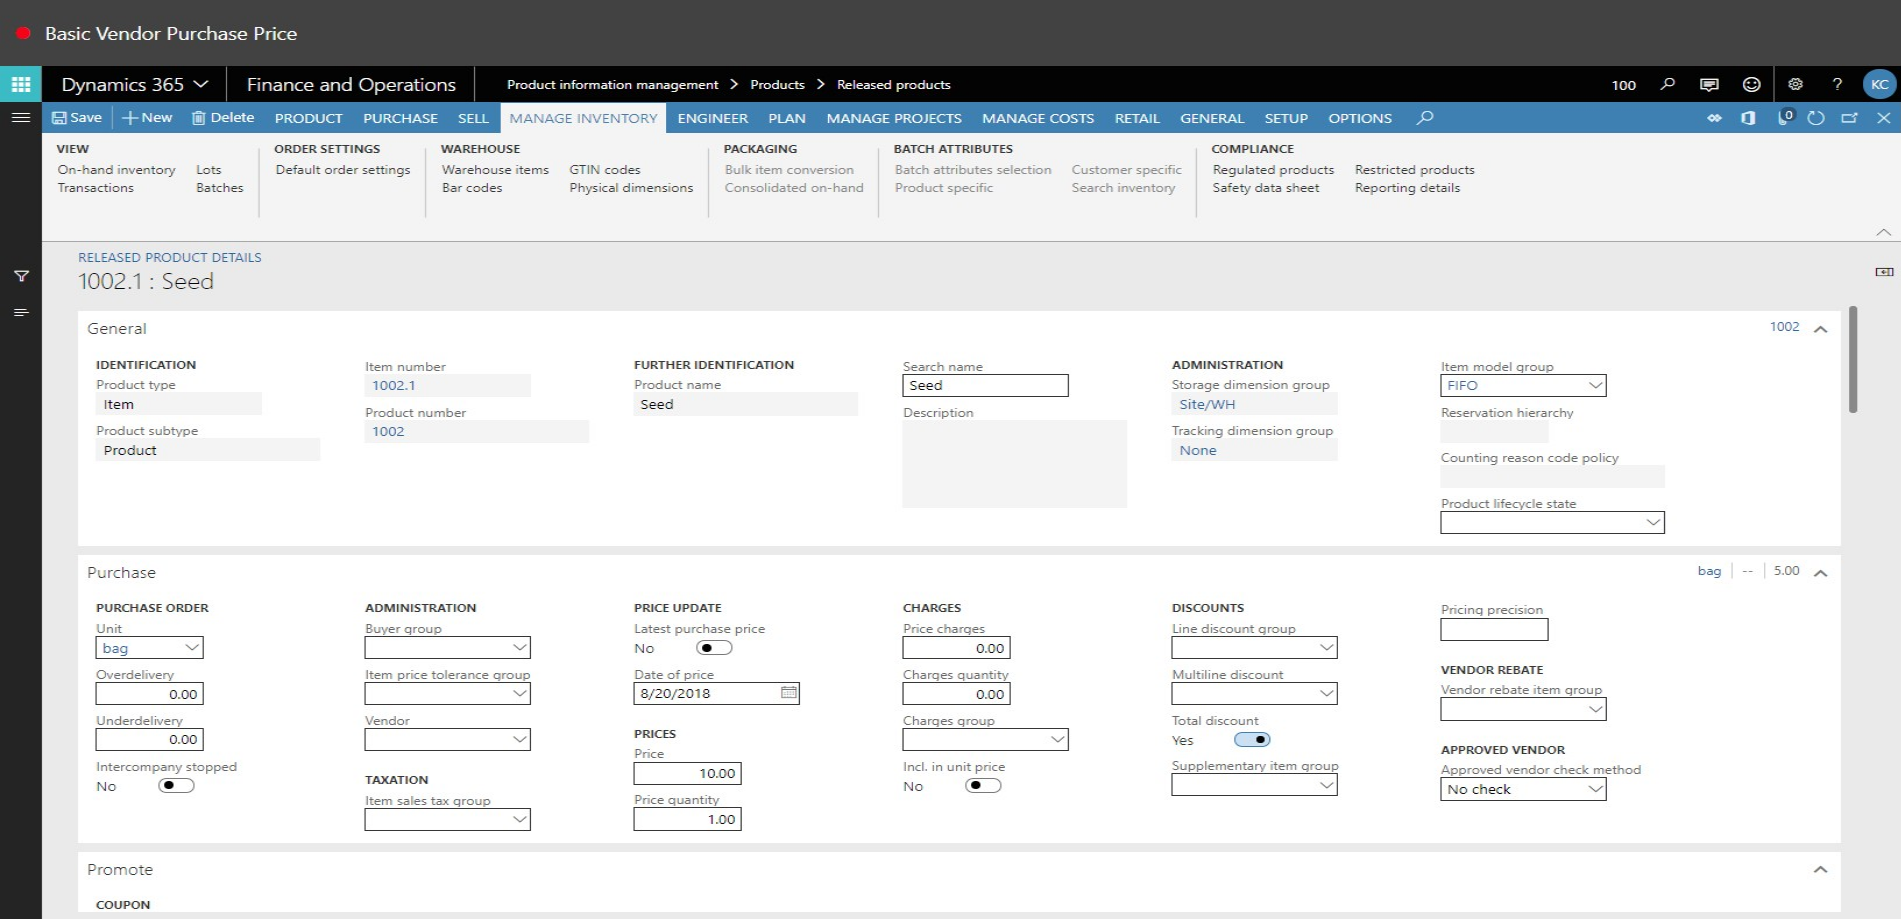 Basic Vendor Purchase Price
Dynamics 365
Finance and Operations
Product information management > Products > Released products
100
?
KC
Save
New
Delete
PRODUCT
PURCHASE
SELL
MANAGE INVENTORY
ENGINEER
PLAN
MANAGE PROJECTS
MANAGE COSTS
RETAIL
GENERAL
SETUP
OPTIONS
0
VIEW
On-hand inventory
Transactions
Lots
Batches
ORDER SETTINGS
Default order settings
WAREHOUSE
Warehouse items
Bar codes
GTIN codes
Physical dimensions
PACKAGING
Bulk item conversion
Consolidated on-hand
BATCH ATTRIBUTES
Batch attributes selection
Product specific
Customer specific
Search inventory
COMPLIANCE
Regulated products
Safety data sheet
Restricted products
Reporting details
RELEASED PRODUCT DETAILS
1002.1 : Seed
General
1002
IDENTIFICATION
Product type
Item
Product subtype
Product
Item number
1002.1
Product number
1002
FURTHER IDENTIFICATION
Product name
Seed
Search name
Seed
Description
ADMINISTRATION
Storage dimension group
Site/WH
Tracking dimension group
None
Item model group
FIFO
Reservation hierarchy
Counting reason code policy
Product lifecycle state
Purchase
bag
--
5.00
PURCHASE ORDER
Unit
bag
Overdelivery
0.00
Underdelivery
0.00
Intercompany stopped
No
ADMINISTRATION
Buyer group
Item price tolerance group
Vendor
TAXATION
Item sales tax group
PRICE UPDATE
Latest purchase price
No
Date of price
8/20/2018
PRICES
Price
10.00
Price quantity
1.00
CHARGES
Price charges
0.00
Charges quantity
0.00
Charges group
Incl. in unit price
No
DISCOUNTS
Line discount group
Multiline discount
Total discount
Yes
Supplementary item group
Pricing precision
VENDOR REBATE
Vendor rebate item group
APPROVED VENDOR
Approved vendor check method
No check
Promote
COUPON